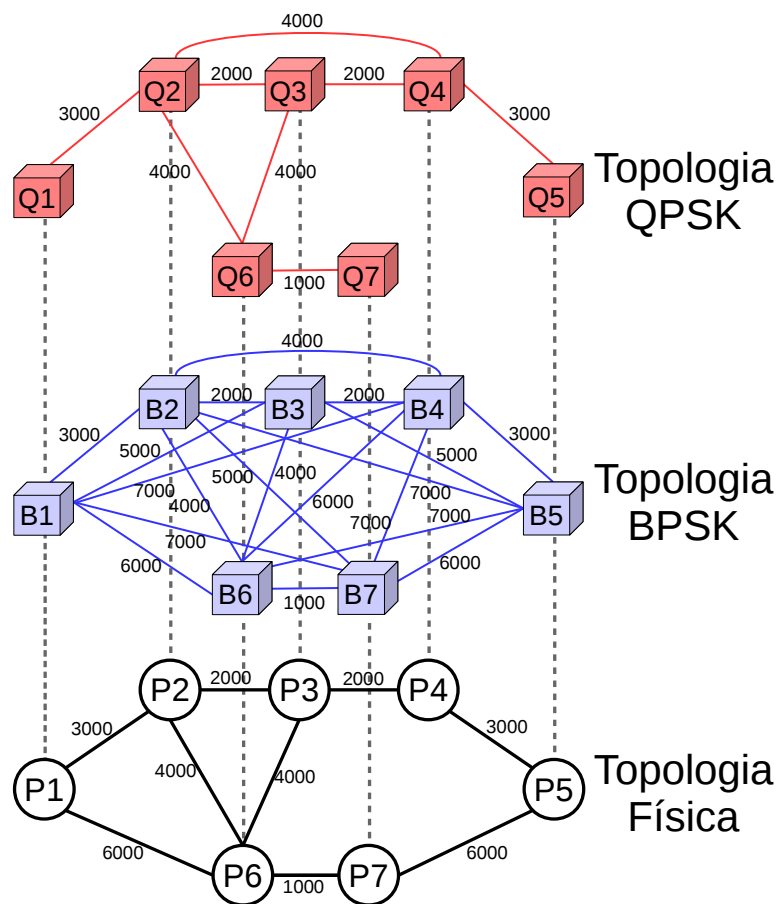 4000
Q2
2000
Q3
2000
Q4
3000
3000
4000
4000
Q1
Q5
Topologia
QPSK
Q6
1000
Q7
4000
B2
2000
B3
2000
B4
3000
3000
5000
5000
7000
5000
4000
4000
6000
7000
B1
B5
Topologia
BPSK
7000
7000
7000
6000
6000
B6
1000
B7
P2
2000
P3
2000
P4
3000
3000
4000
4000
P1
P5
Topologia
Física
6000
6000
P6
1000
P7